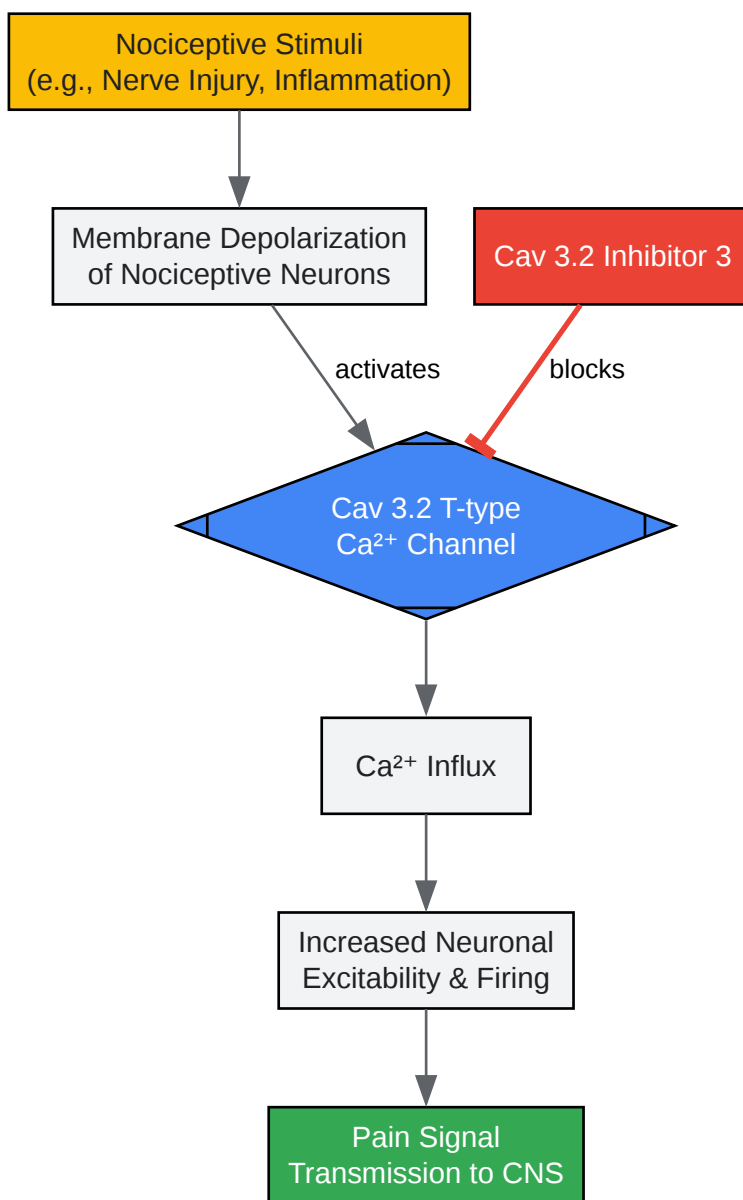 Nociceptive Stimuli
(e.g., Nerve Injury, Inflammation)
Membrane Depolarization
of Nociceptive Neurons
Cav 3.2 Inhibitor 3
activates
blocks
Cav 3.2 T-type
Ca²⁺ Channel
Ca²⁺ Influx
Increased Neuronal
Excitability & Firing
Pain Signal
Transmission to CNS